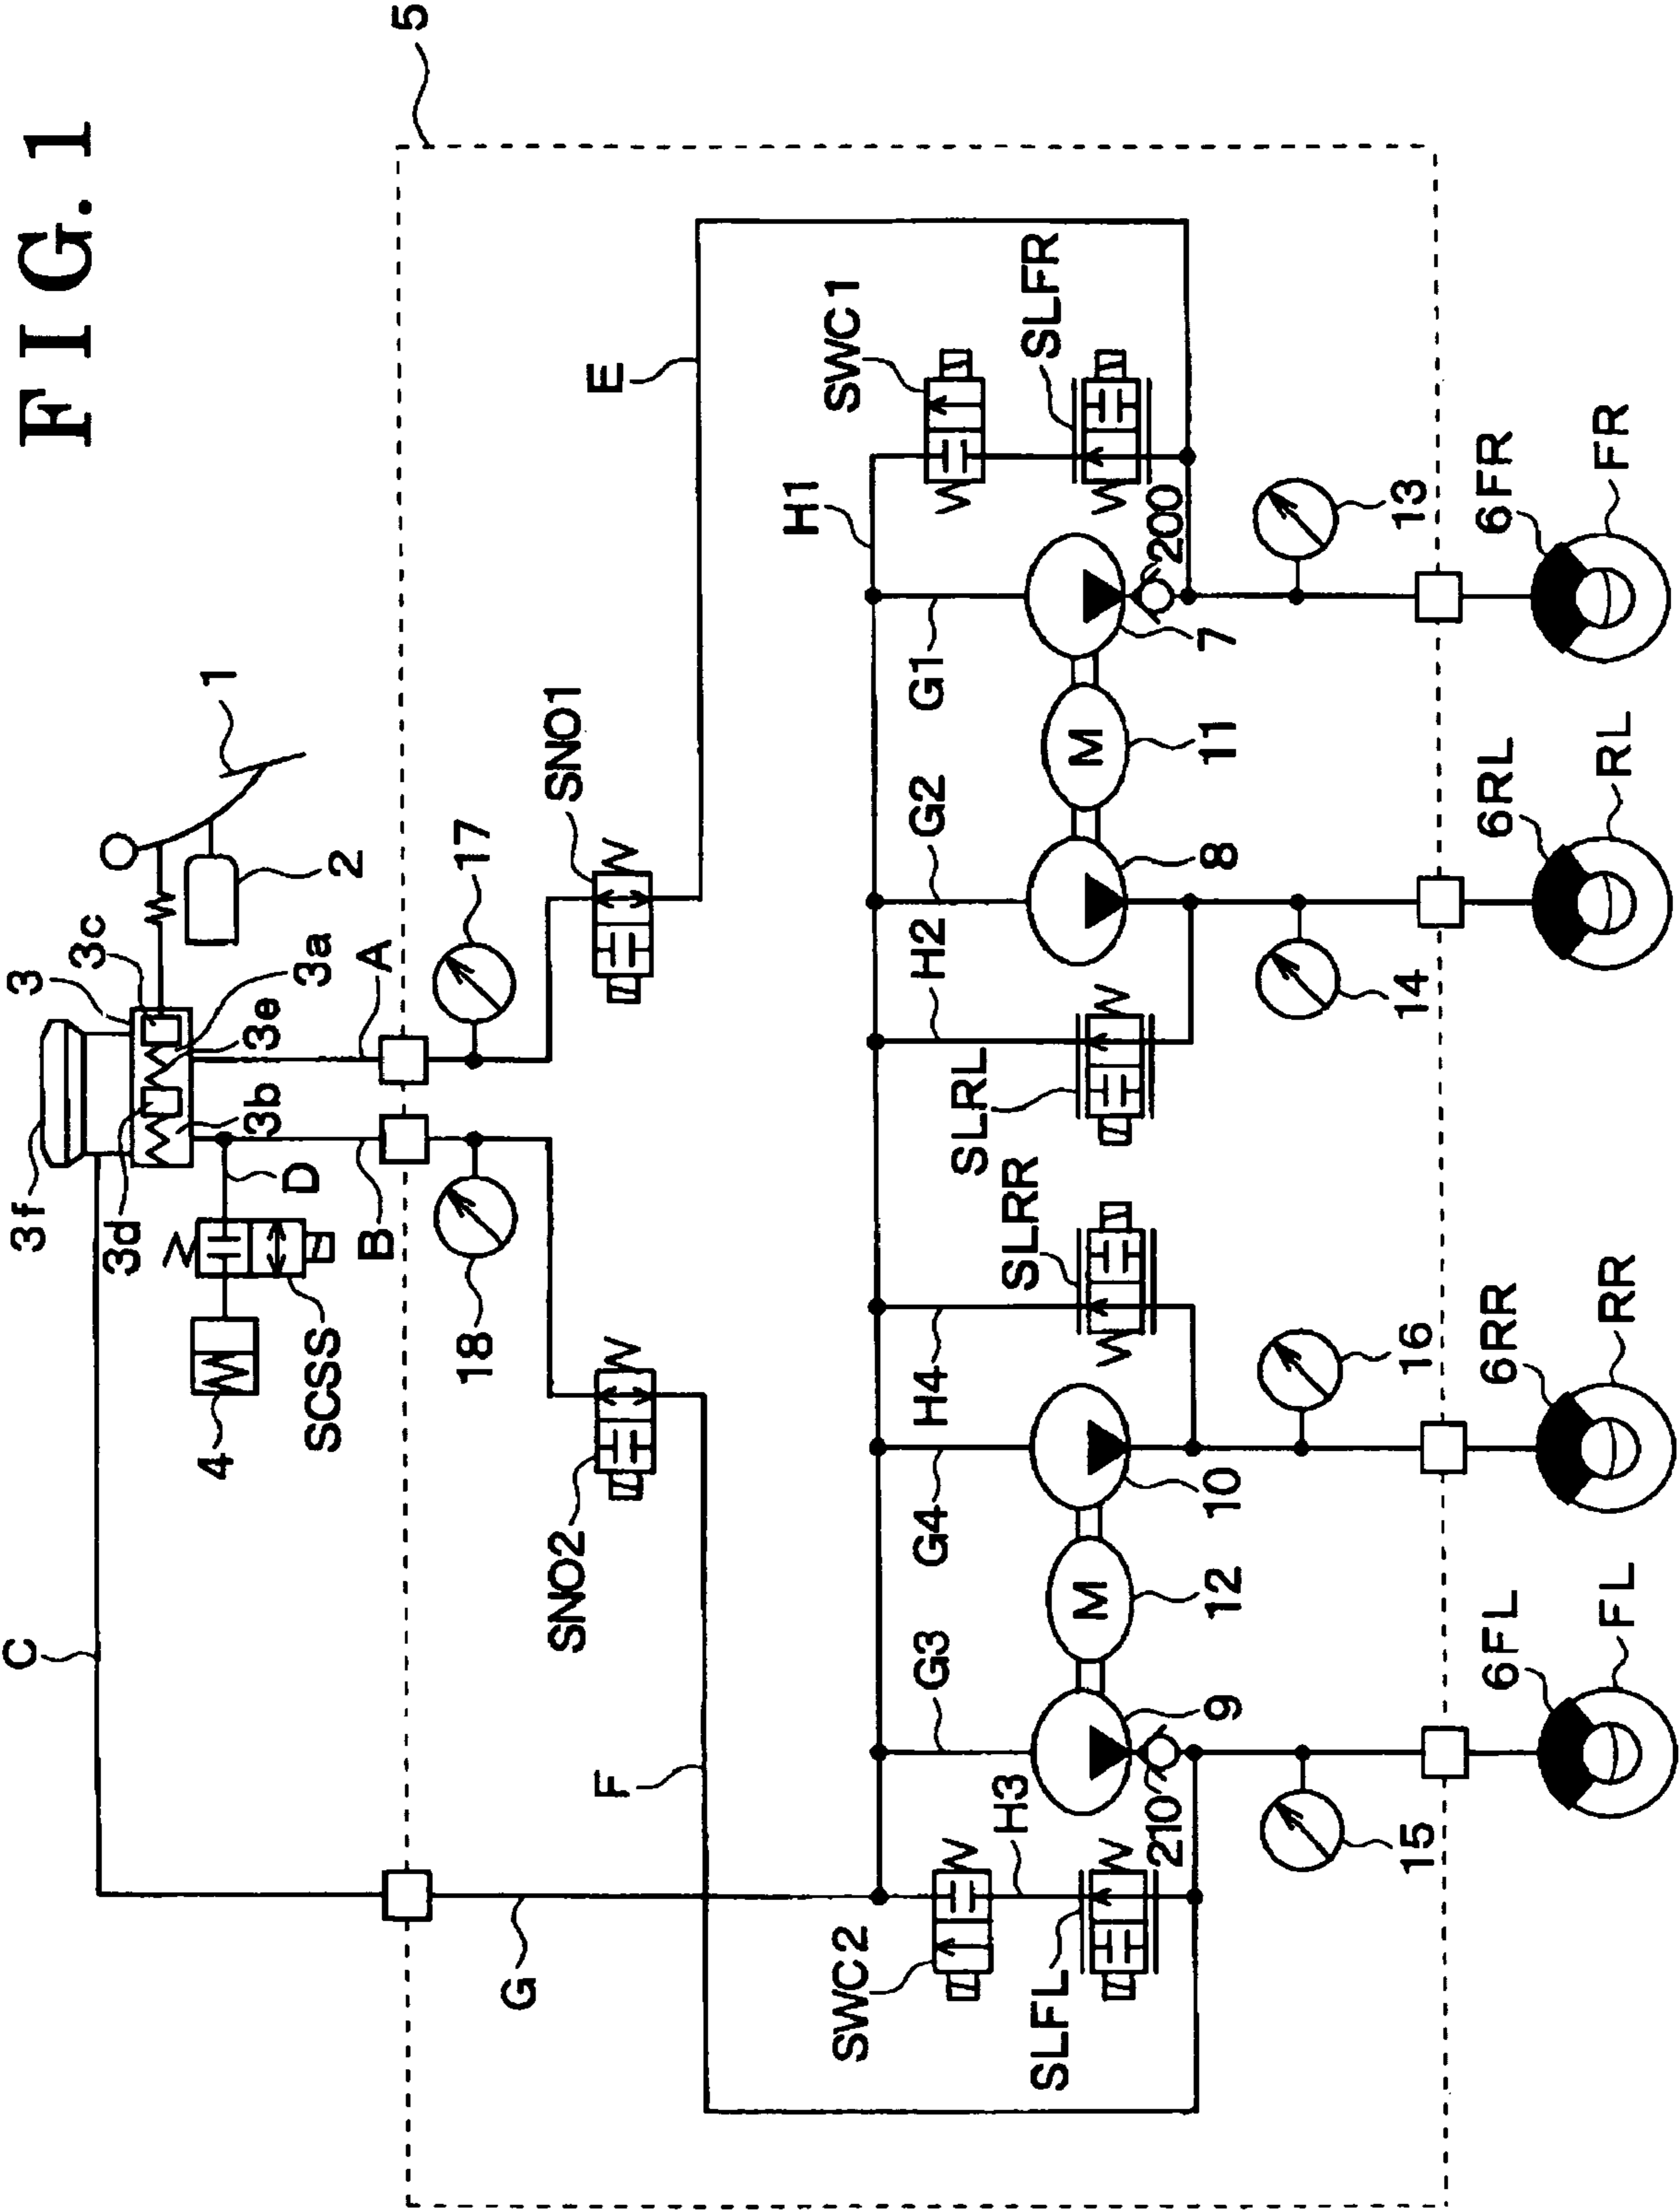 FIG. 1
5
1
2
3
3c
3a
3e
3b
3d
3f
A
B
C
D
4
SCSS
17
18
SNO1
SNO2
E
F
G
H1
SWC1
SLFR
G1
200
7
11
M
G2
8
H2
SLRL
SLRR
H4
G4
10
12
M
G3
9
210
H3
SWC2
SLFL
13
14
16
15
6FR
FR
6RL
RL
6RR
RR
6FL
FL